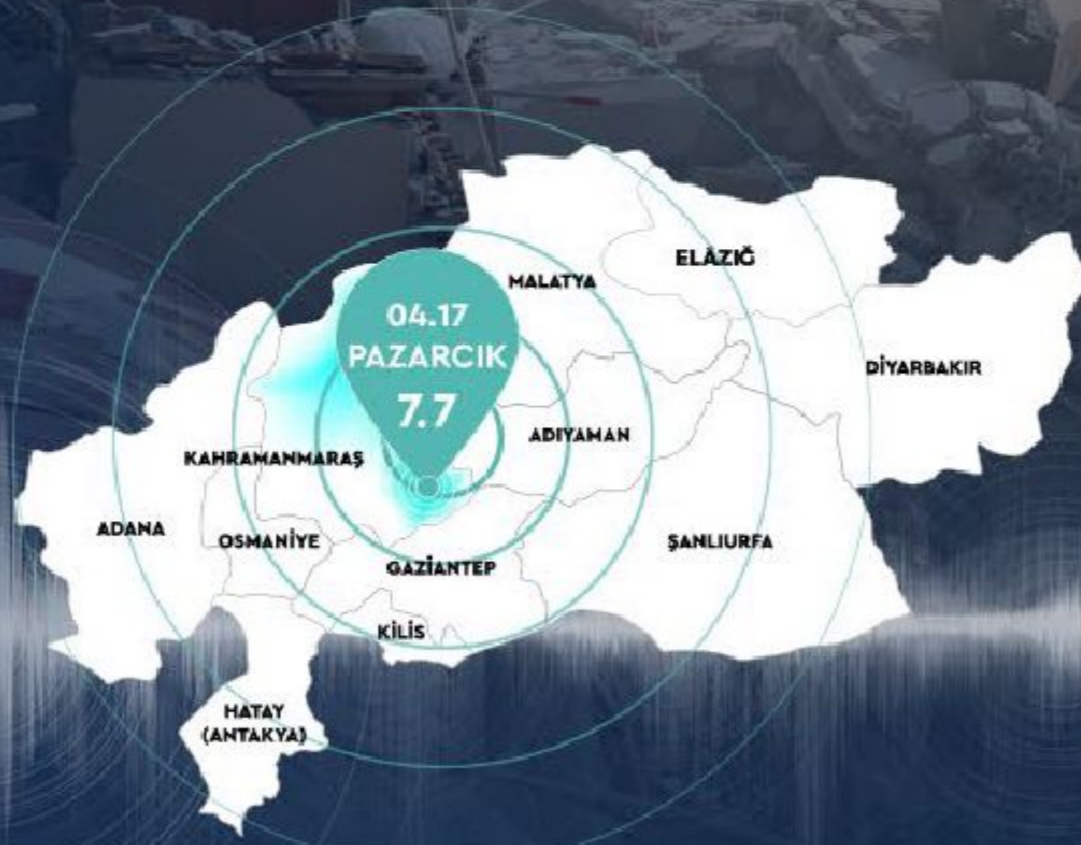 04.17
PAZARCIK
7.7
ELAZIĞ
MALATYA
DİYARBAKIR
ADIYAMAN
KAHRAMANMARAŞ
ADANA
OSMANİYE
ŞANLIURFA
GAZİANTEP
KİLİS
HATAY
(ANTAKYA)